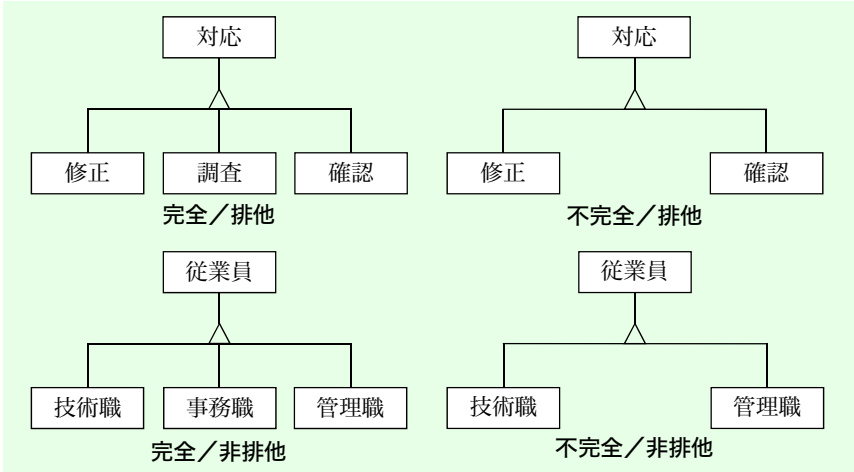 対応 対応
修正 調査 確認 修正 確認
完全／排他 不完全／排他
従業員 従業員
技術職 事務職 管理職 技術職 管理職
完全／非排他 不完全／非排他